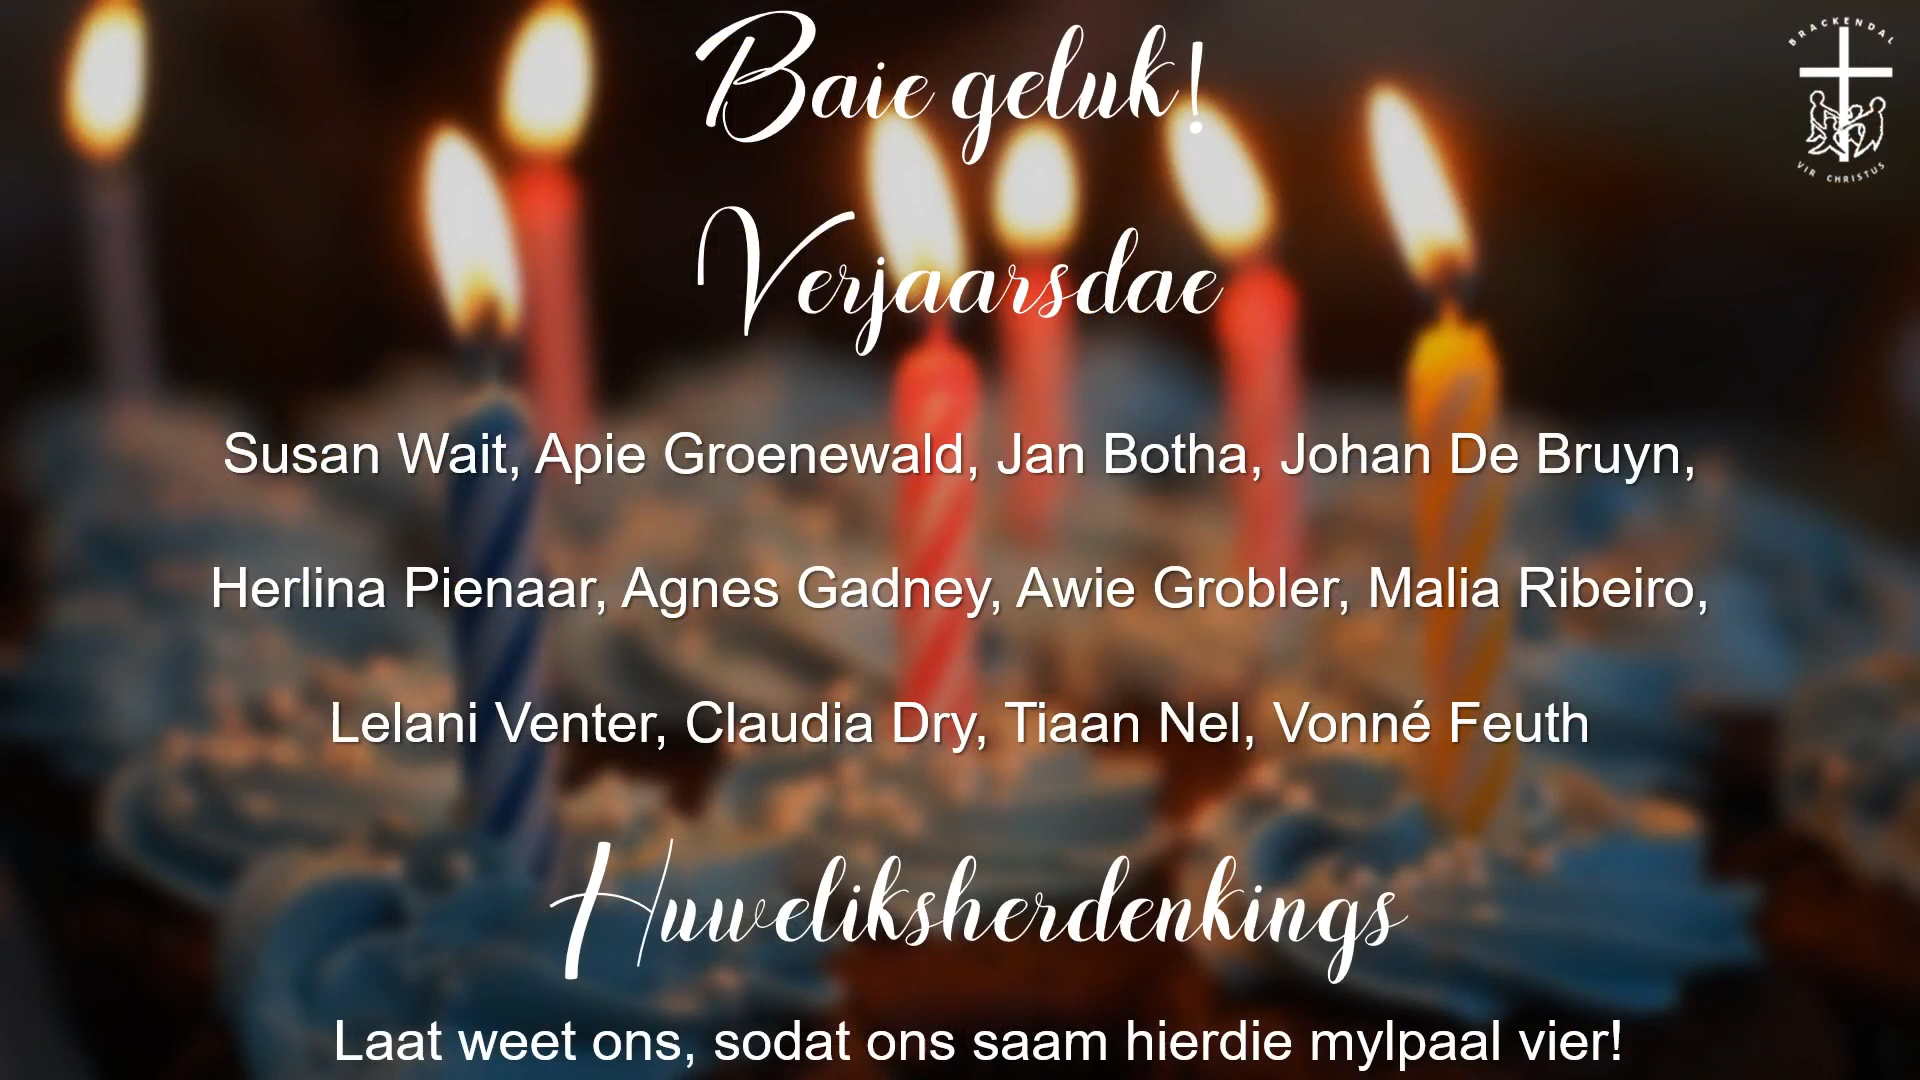 Baie geluk!
BRACKENDAL
VIR CHRISTUS
Verjaarsdae
Susan Wait, Apie Groenewald, Jan Botha, Johan De Bruyn,
Herlina Pienaar, Agnes Gadney, Awie Grobler, Malia Ribeiro,
Lelani Venter, Claudia Dry, Tiaan Nel, Vonné Feuth
Huweliksherdenkings
Laat weet ons, sodat ons saam hierdie mylpaal vier!